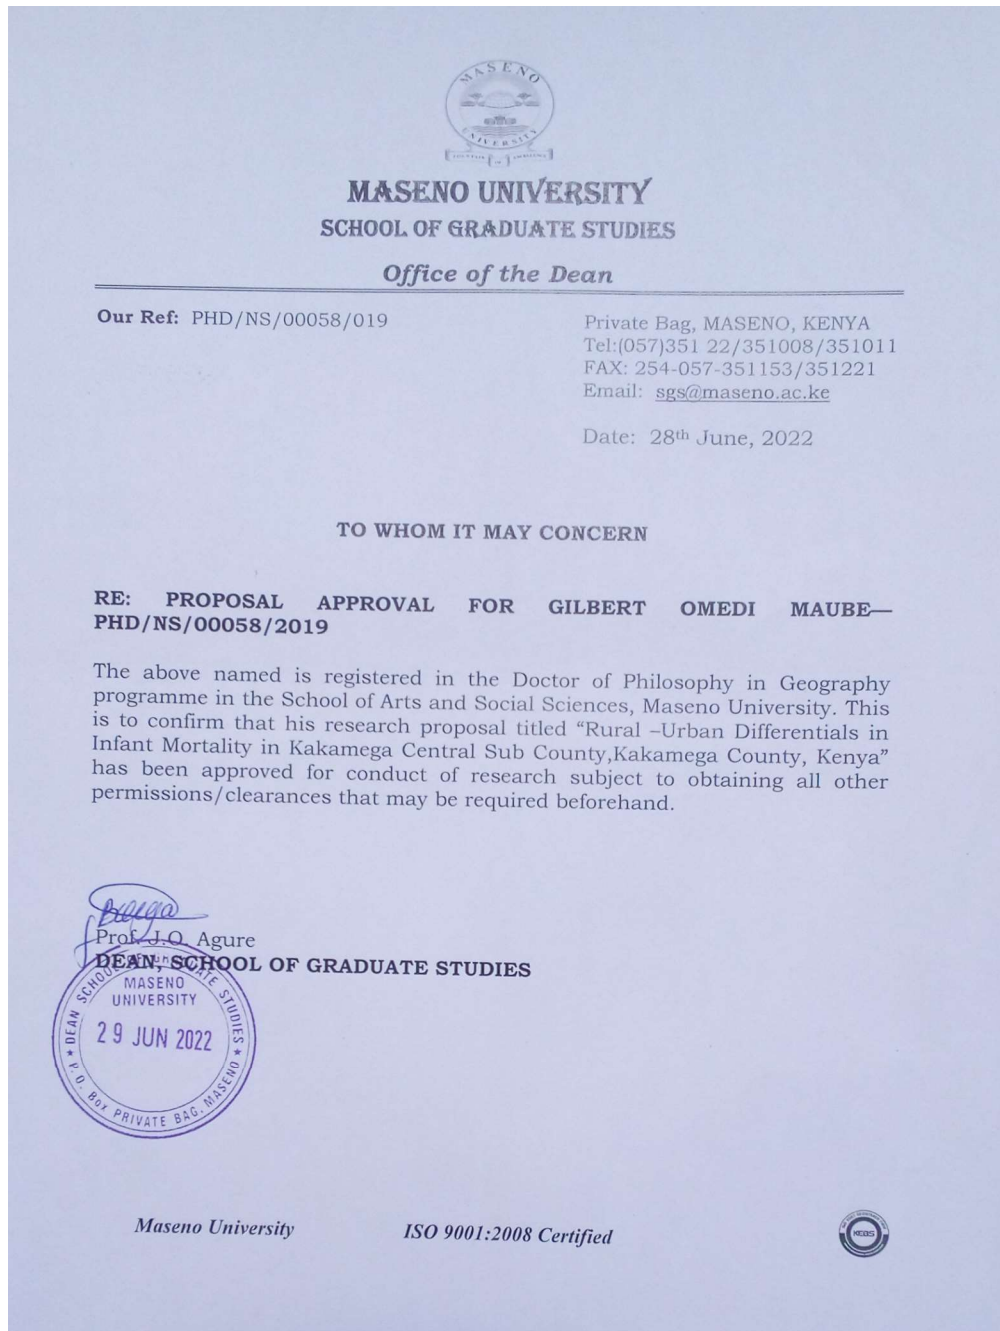 MASENO
UNIVERSITY
MASENO UNIVERSITY
SCHOOL OF GRADUATE STUDIES
Office of the Dean
Our Ref: PHD/NS/00058/019
Private Bag, MASENO, KENYA
Tel:(057)351 22/351008/351011
FAX: 254-057-351153/351221
Email: sgs@maseno.ac.ke
Date: 28th June, 2022
TO WHOM IT MAY CONCERN
RE: PROPOSAL APPROVAL FOR GILBERT OMEDI MAUBE—
PHD/NS/00058/2019
The above named is registered in the Doctor of Philosophy in Geography
programme in the School of Arts and Social Sciences, Maseno University. This
is to confirm that his research proposal titled “Rural –Urban Differentials in
Infant Mortality in Kakamega Central Sub County,Kakamega County, Kenya”
has been approved for conduct of research subject to obtaining all other
permissions/clearances that may be required beforehand.
Prof. J.O. Agure
DEAN, SCHOOL OF GRADUATE STUDIES
DEAN SCHOOL OF GRADUATE STUDIES
MASENO
UNIVERSITY
29 JUN 2022
P.O. Box PRIVATE BAG, MASENO
Maseno University
ISO 9001:2008 Certified
KEBS